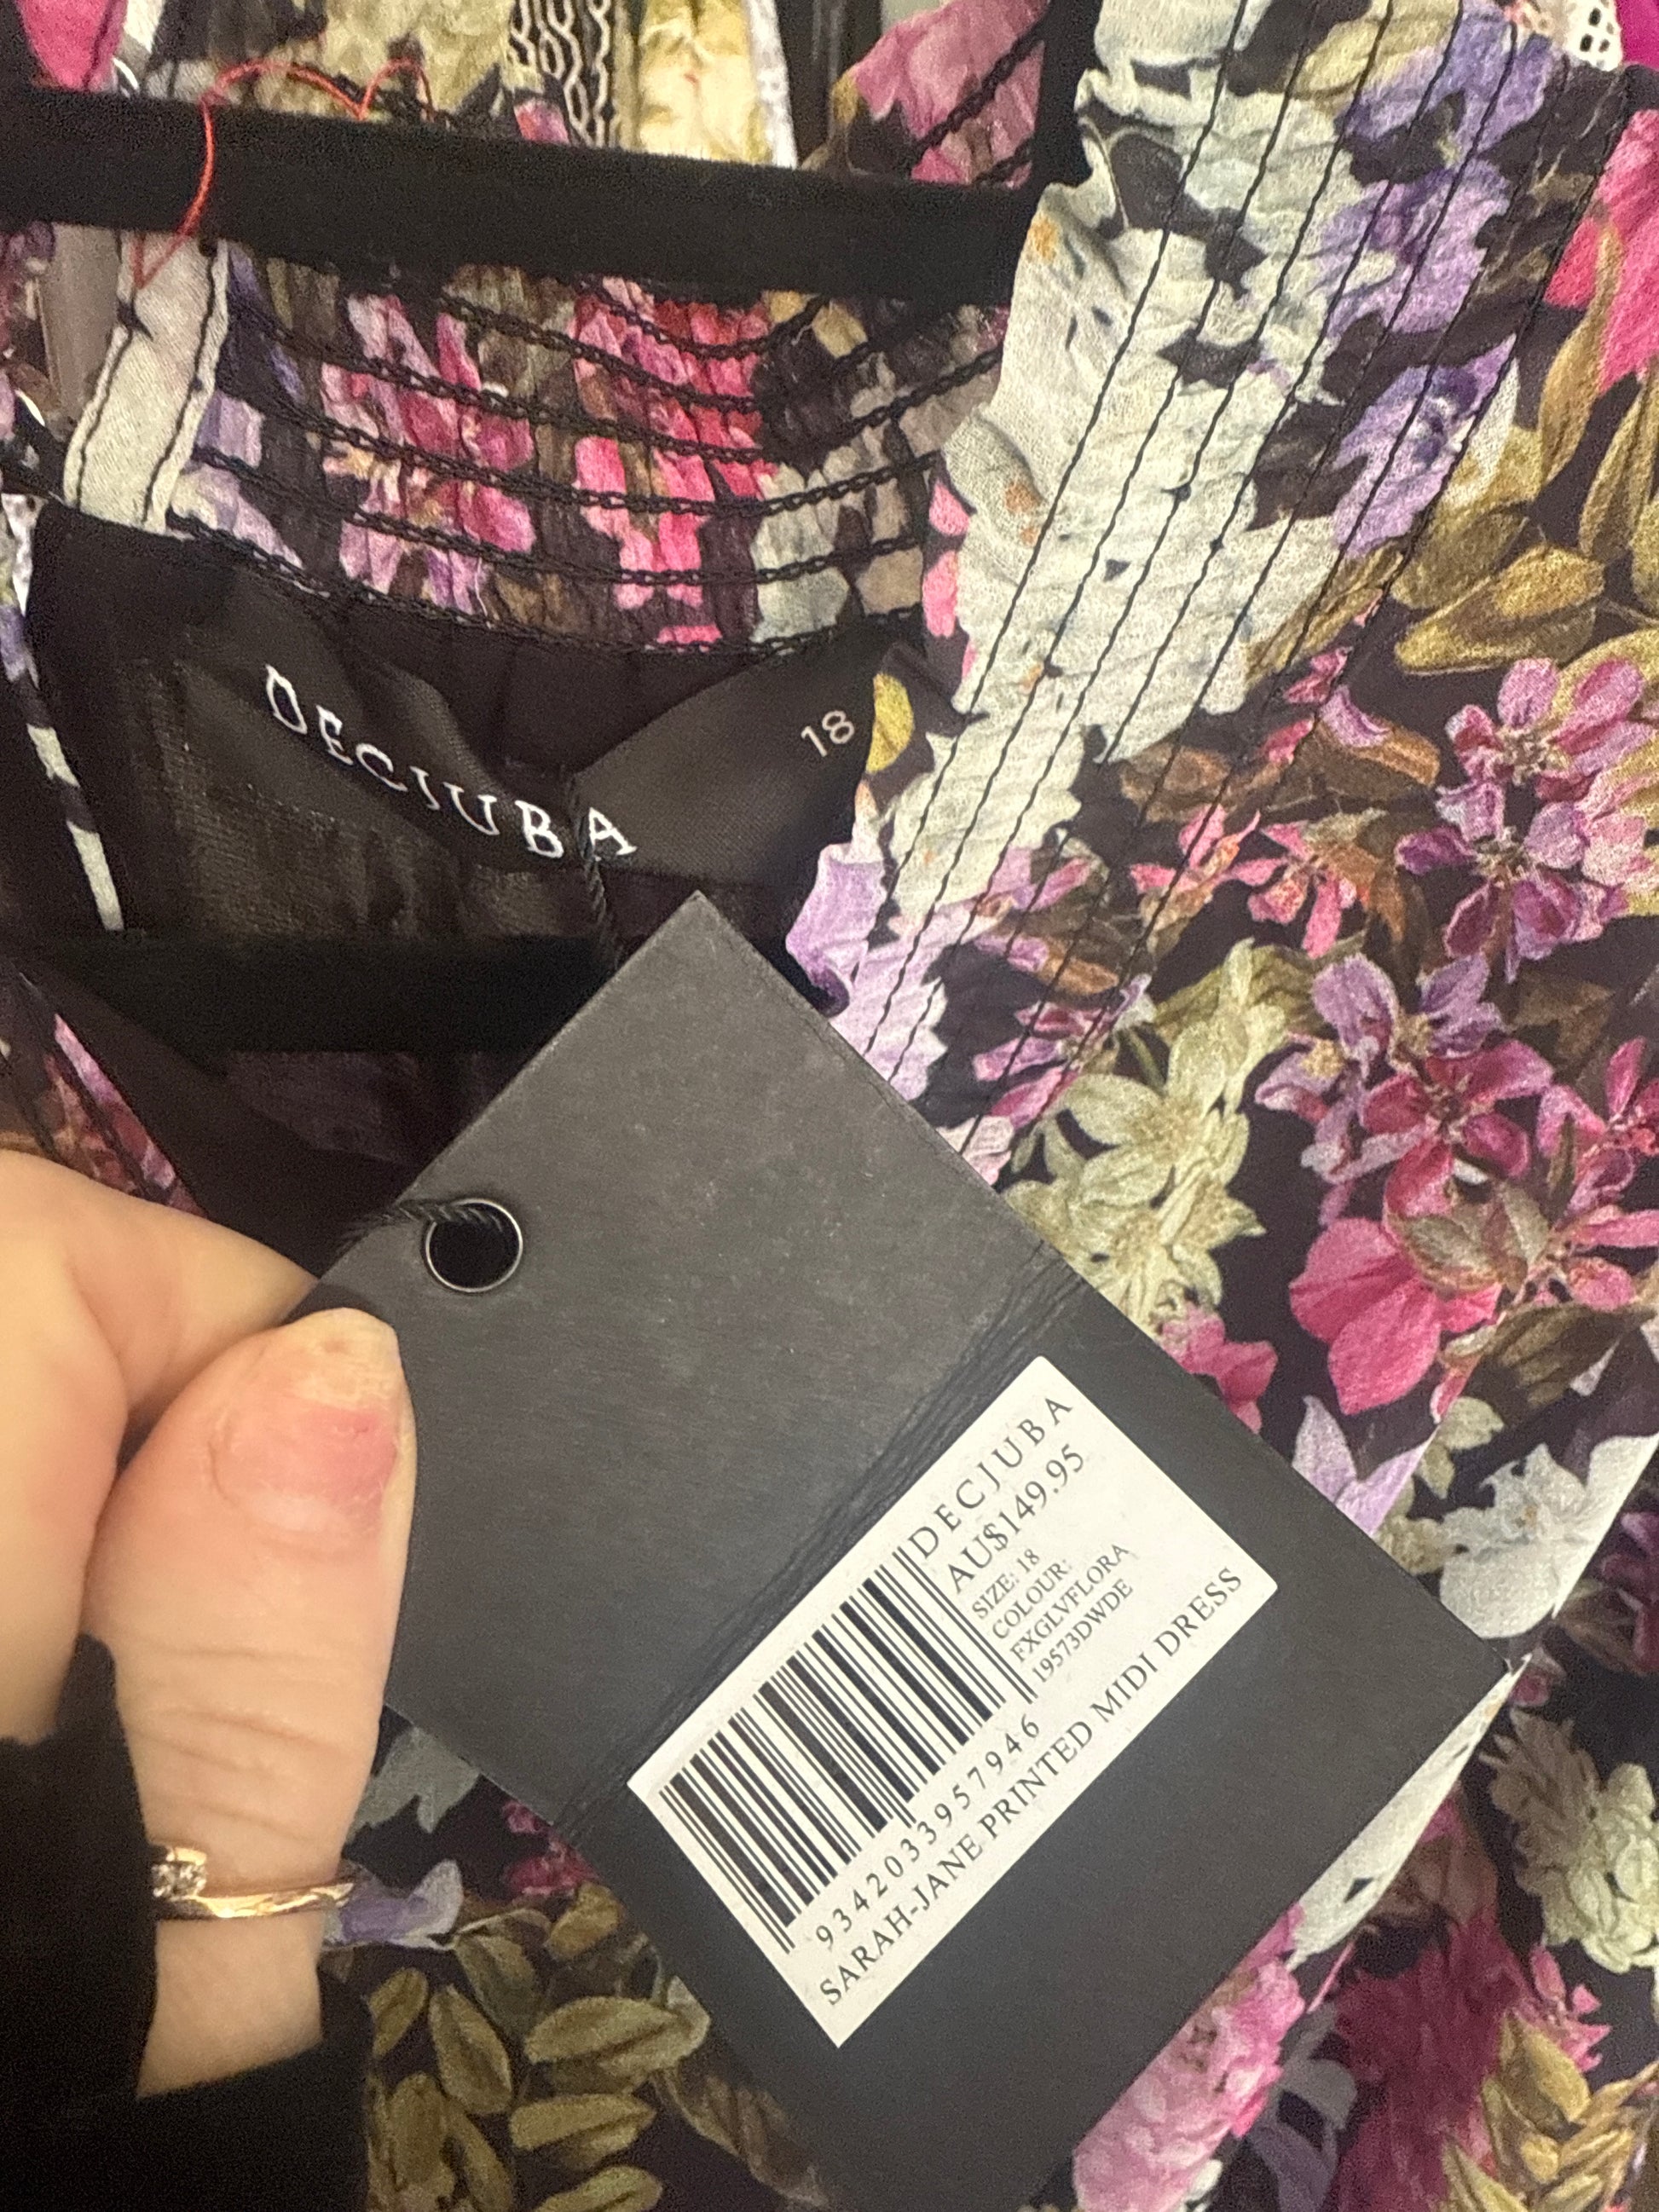 DECJUBA
18
DECJUBA
AU$149.95
SIZE: 18
COLOUR:
FXGLVFLORA
19573DWDE
9342033957946
SARAH-JANE PRINTED MIDI DRESS